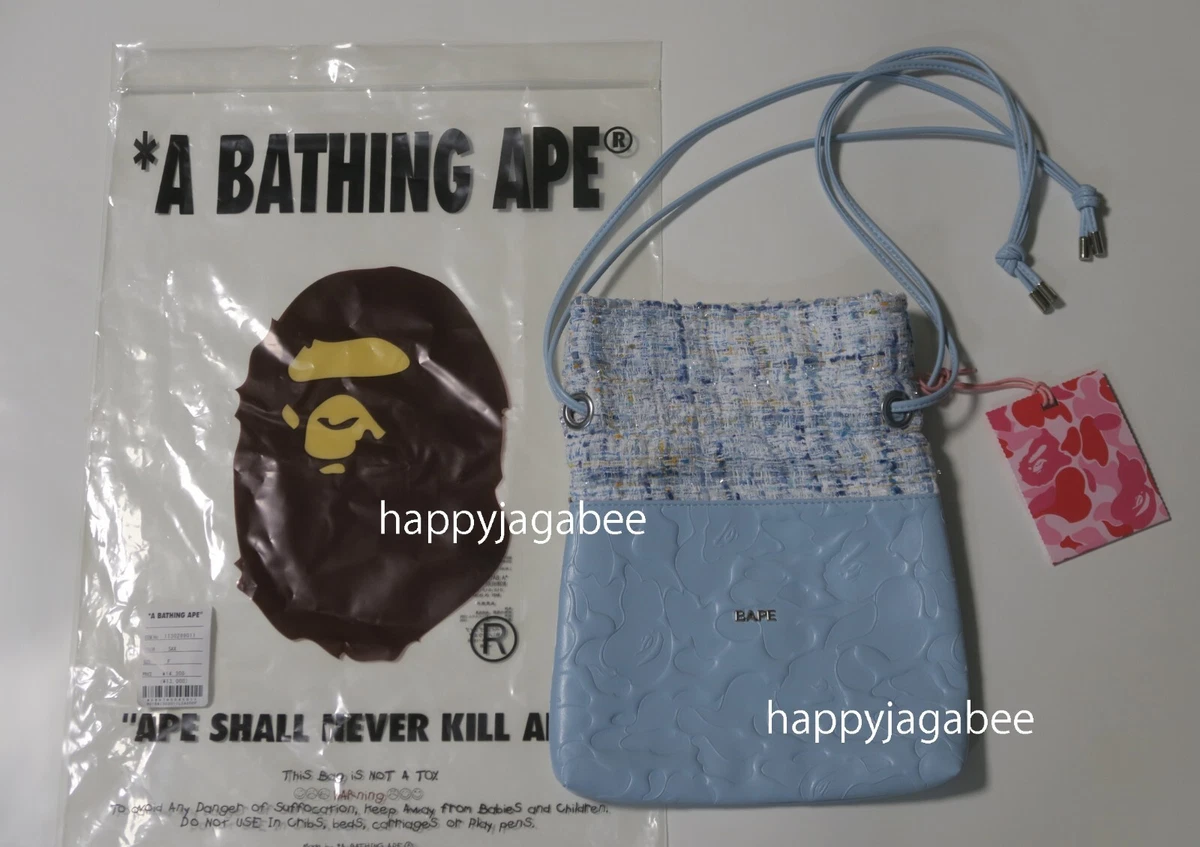 *A BATHING APE®
happyjagabee
®
"A BATHING APE"
BAPE
"APE SHALL NEVER KILL
happyjagabee
This Bag is NOT A TOY
WARNING
To avoid Any Danger of Suffocation, Keep Away from Babies and Children.
DO NOT USE In Cribs, beds, carriages or Play pens.